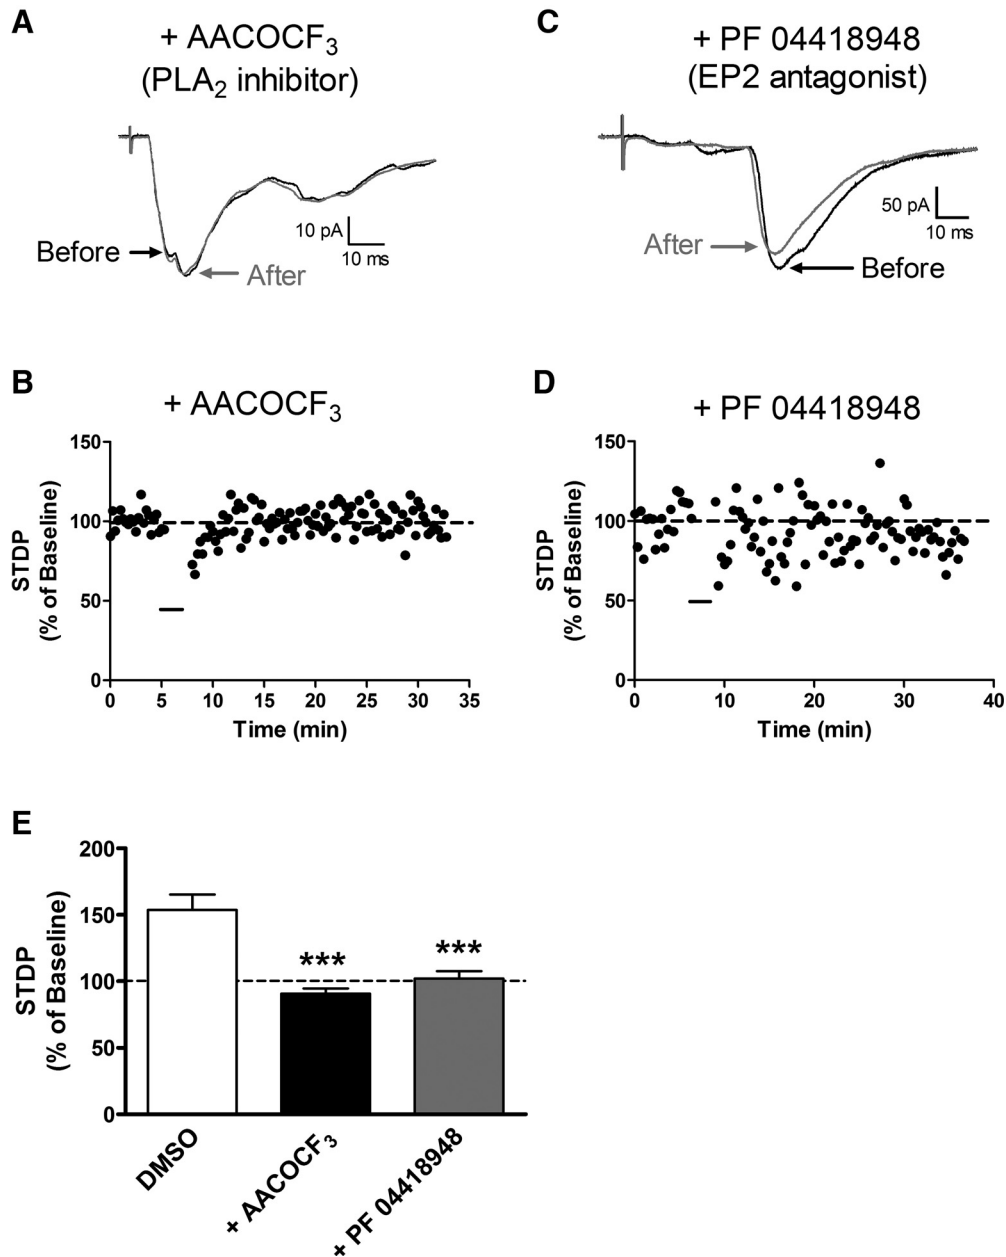 A
+ AACOCF₃
(PLA₂ inhibitor)
Before
After
10 pA
10 ms
C
+ PF 04418948
(EP2 antagonist)
After
Before
50 pA
10 ms
B
+ AACOCF₃
STDP
(% of Baseline)
150
100
50
0
0 5 10 15 20 25 30 35
Time (min)
D
+ PF 04418948
STDP
(% of Baseline)
150
100
50
0
0 10 20 30 40
Time (min)
E
STDP
(% of Baseline)
200
150
100
50
0
***
***
DMSO
+ AACOCF₃
+ PF 04418948